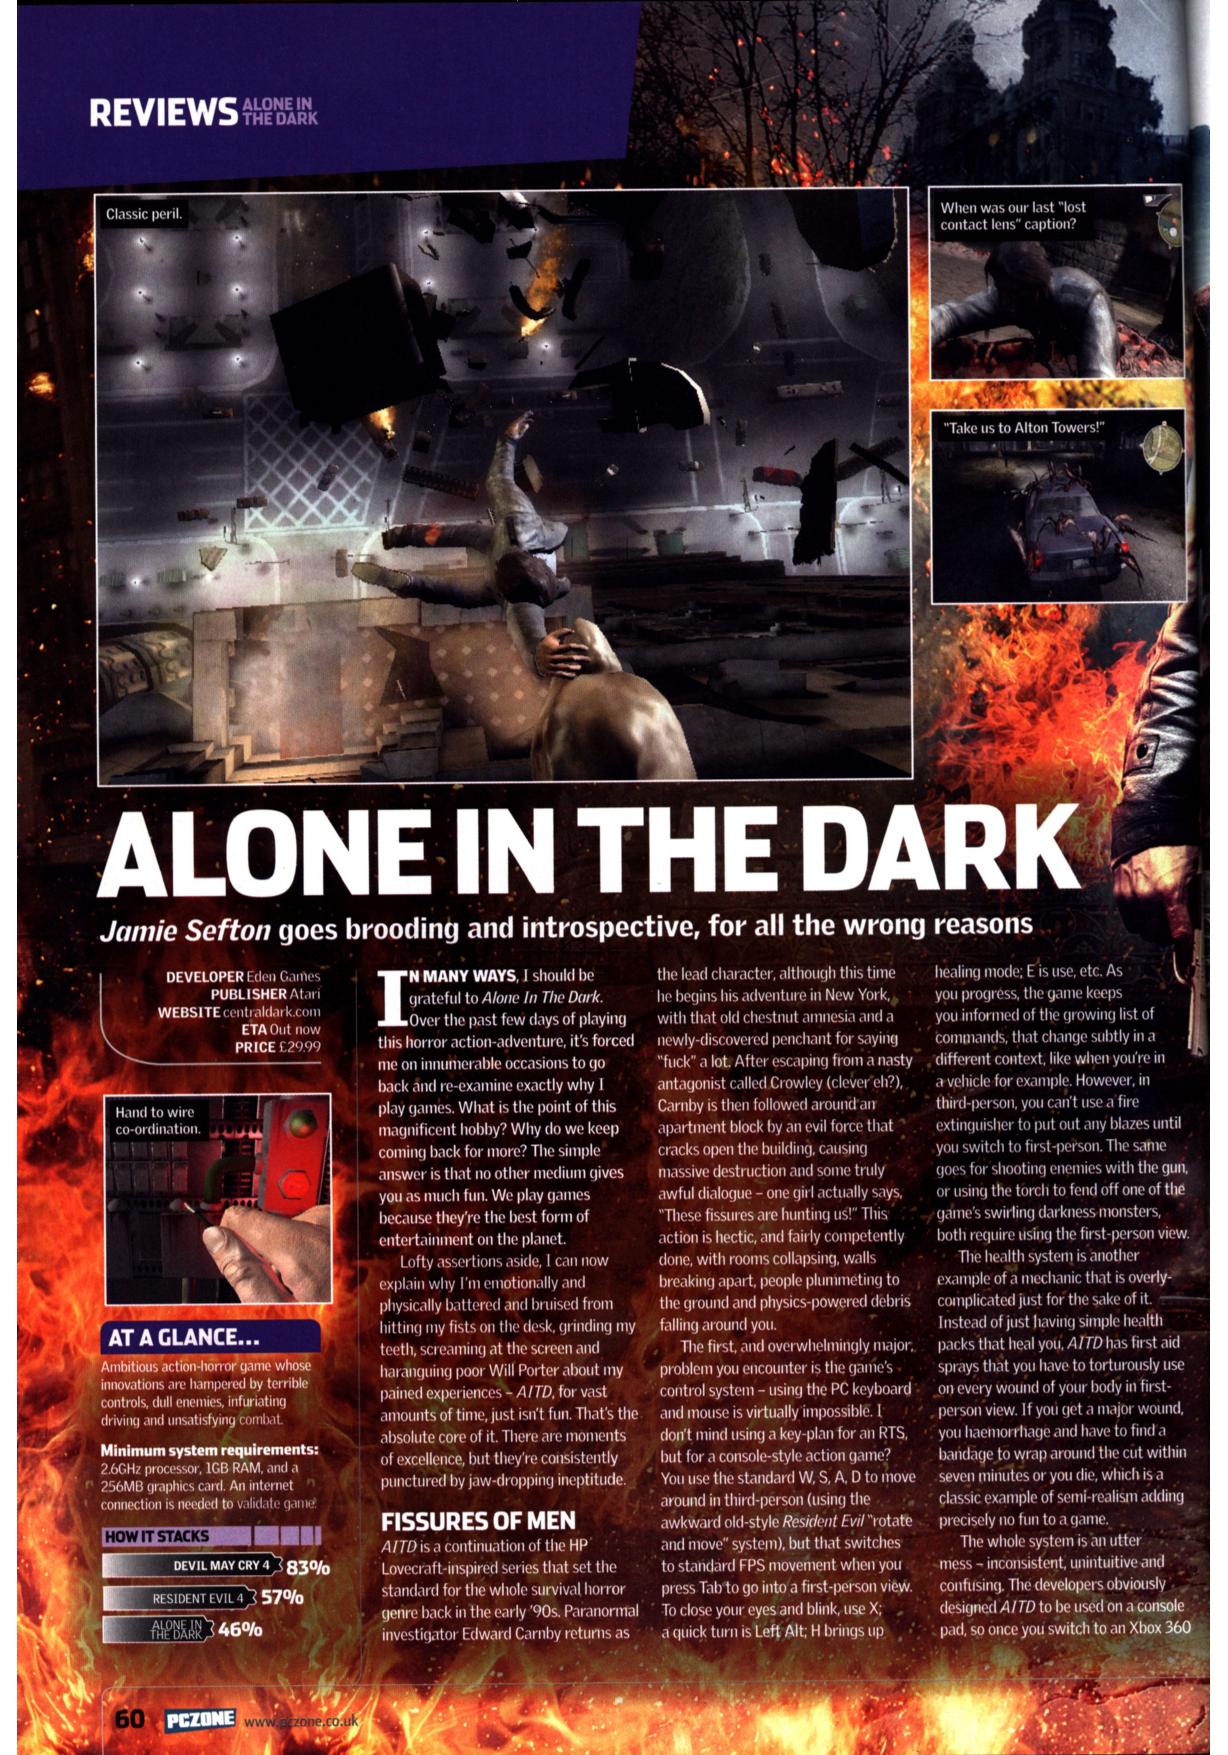 REVIEWS ALONE IN
THE DARK
Classic peril.
When was our last "lost
contact lens" caption?
"Take us to Alton Towers!"
ALONE IN THE DARK
Jamie Sefton goes brooding and introspective, for all the wrong reasons
DEVELOPER Eden Games
PUBLISHER Atari
WEBSITE centraldark.com
ETA Out now
PRICE £29.99
Hand to wire
co-ordination.
AT A GLANCE...
Ambitious action-horror game whose
innovations are hampered by terrible
controls, dull enemies, infuriating
driving and unsatisfying combat.
Minimum system requirements:
2.6GHz processor, 1GB RAM, and a
256MB graphics card. An internet
connection is needed to validate game!
HOW IT STACKS
DEVIL MAY CRY 4 83%
RESIDENT EVIL 4 57%
ALONE IN
THE DARK 46%
IN MANY WAYS, I should be
grateful to Alone In The Dark.
Over the past few days of playing
this horror action-adventure, it's forced
me on innumerable occasions to go
back and re-examine exactly why I
play games. What is the point of this
magnificent hobby? Why do we keep
coming back for more? The simple
answer is that no other medium gives
you as much fun. We play games
because they're the best form of
entertainment on the planet.
Lofty assertions aside, I can now
explain why I'm emotionally and
physically battered and bruised from
hitting my fists on the desk, grinding my
teeth, screaming at the screen and
haranguing poor Will Porter about my
pained experiences – AITD, for vast
amounts of time, just isn't fun. That's the
absolute core of it. There are moments
of excellence, but they're consistently
punctured by jaw-dropping ineptitude.
FISSURES OF MEN
AITD is a continuation of the HP
Lovecraft-inspired series that set the
standard for the whole survival horror
genre back in the early '90s. Paranormal
investigator Edward Carnby returns as
the lead character, although this time
he begins his adventure in New York,
with that old chestnut amnesia and a
newly-discovered penchant for saying
"fuck" a lot. After escaping from a nasty
antagonist called Crowley (clever eh?),
Carnby is then followed around an
apartment block by an evil force that
cracks open the building, causing
massive destruction and some truly
awful dialogue – one girl actually says,
"These fissures are hunting us!" This
action is hectic, and fairly competently
done, with rooms collapsing, walls
breaking apart, people plummeting to
the ground and physics-powered debris
falling around you.
The first, and overwhelmingly major,
problem you encounter is the game's
control system – using the PC keyboard
and mouse is virtually impossible. I
don't mind using a key-plan for an RTS,
but for a console-style action game?
You use the standard W, S, A, D to move
around in third-person (using the
awkward old-style Resident Evil "rotate
and move" system), but that switches
to standard FPS movement when you
press Tab to go into a first-person view.
To close your eyes and blink, use X;
a quick turn is Left Alt; H brings up
healing mode; E is use, etc. As
you progress, the game keeps
you informed of the growing list of
commands, that change subtly in a
different context, like when you're in
a vehicle for example. However, in
third-person, you can't use a fire
extinguisher to put out any blazes until
you switch to first-person. The same
goes for shooting enemies with the gun,
or using the torch to fend off one of the
game's swirling darkness monsters,
both require using the first-person view.
The health system is another
example of a mechanic that is overly-
complicated just for the sake of it.
Instead of just having simple health
packs that heal you, AITD has first aid
sprays that you have to torturously use
on every wound of your body in first-
person view. If you get a major wound,
you haemorrhage and have to find a
bandage to wrap around the cut within
seven minutes or you die, which is a
classic example of semi-realism adding
precisely no fun to a game.
The whole system is an utter
mess – inconsistent, unintuitive and
confusing. The developers obviously
designed AITD to be used on a console
pad, so once you switch to an Xbox 360
60 PCZONE www.pczone.co.uk